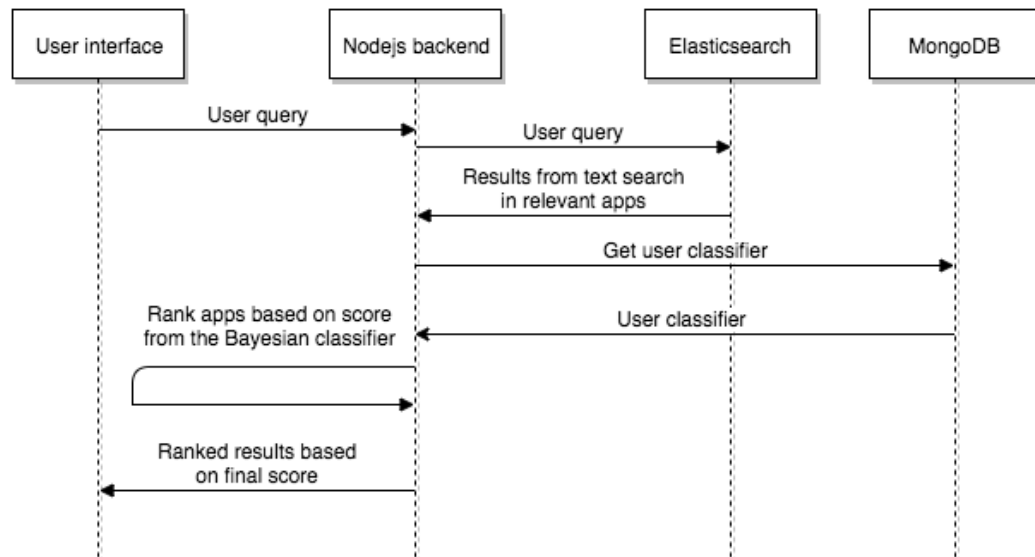 User interface
Nodejs backend
Elasticsearch
MongoDB
User query
User query
Results from text search
in relevant apps
Get user classifier
Rank apps based on score
from the Bayesian classifier
User classifier
Ranked results based
on final score